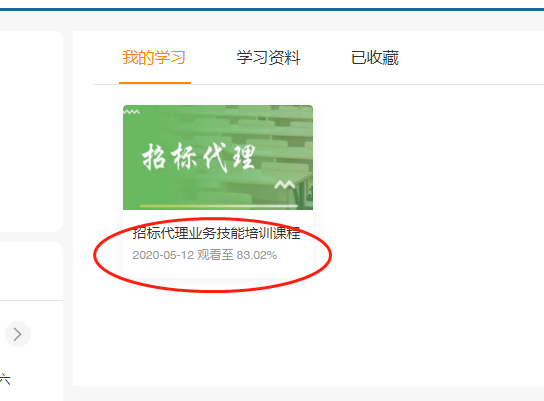 我的学习 学习资料 已收藏
招标代理
招标代理业务技能培训课程
2020-05-12 观看至 83.02%
六